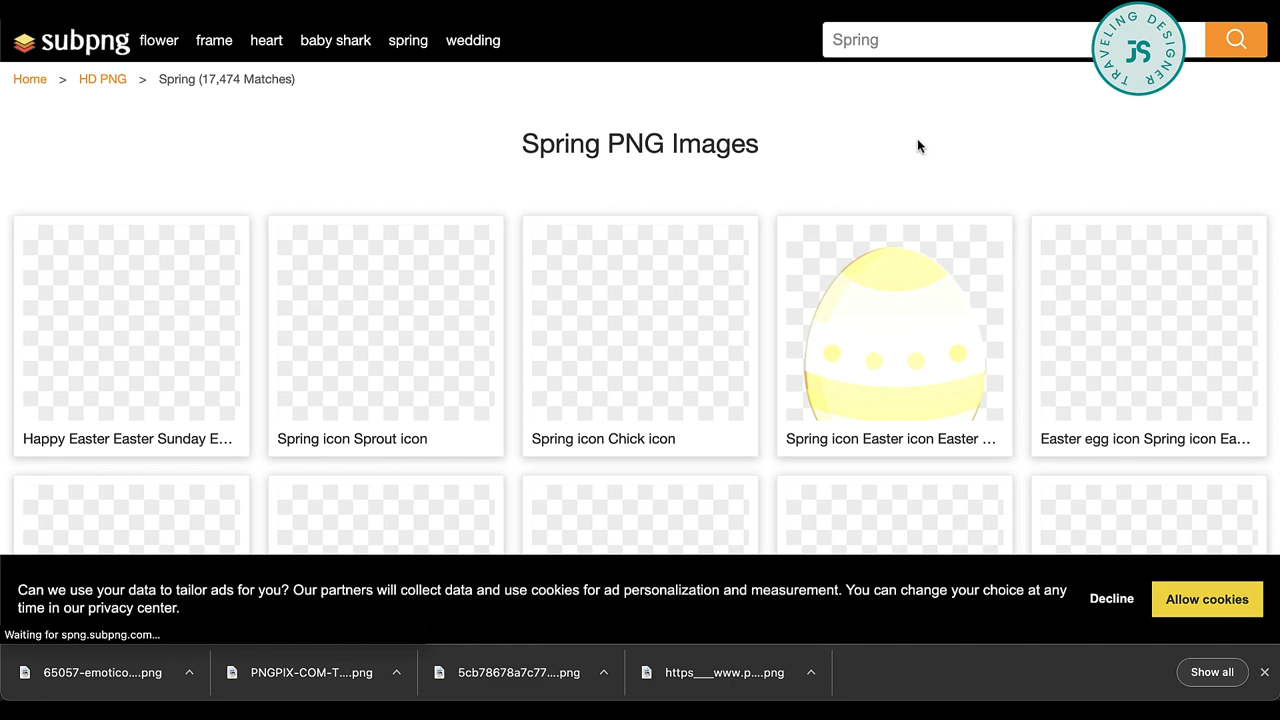 subpng flower frame heart baby shark spring wedding
Spring
TRAVELING DESIGNER
JS
Home > HD PNG > Spring (17,474 Matches)
Spring PNG Images
Happy Easter Easter Sunday E...
Spring icon Sprout icon
Spring icon Chick icon
Spring icon Easter icon Easter ...
Easter egg icon Spring icon Ea...
Can we use your data to tailor ads for you? Our partners will collect data and use cookies for ad personalization and measurement. You can change your choice at any
time in our privacy center.
Decline
Allow cookies
Waiting for spng.subpng.com...
65057-emotico....png
PNGPIX-COM-T....png
5cb78678a7c77....png
https___www.p....png
Show all